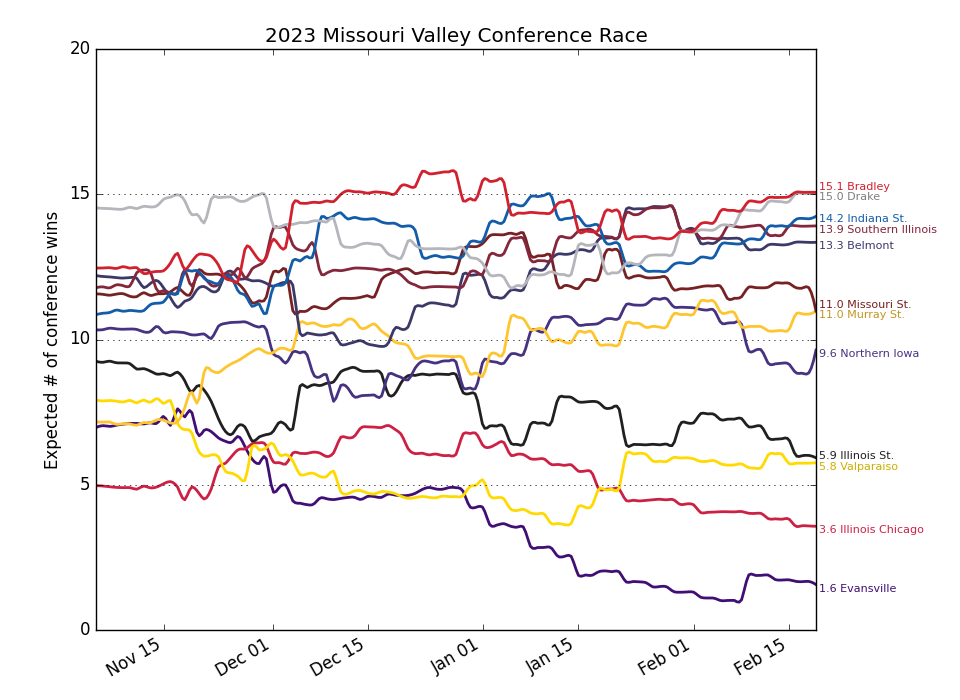 2023 Missouri Valley Conference Race
Expected # of conference wins
20
15
10
5
0
Nov 15
Dec 01
Dec 15
Jan 01
Jan 15
Feb 01
Feb 15
15.1 Bradley
15.0 Drake
14.2 Indiana St.
13.9 Southern Illinois
13.3 Belmont
11.0 Missouri St.
11.0 Murray St.
9.6 Northern Iowa
5.9 Illinois St.
5.8 Valparaiso
3.6 Illinois Chicago
1.6 Evansville